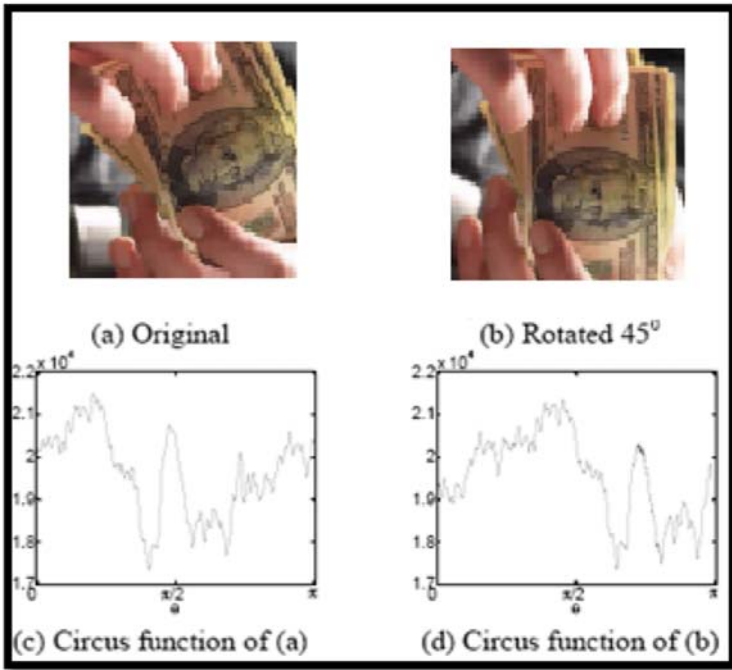 (a) Original
(b) Rotated 45⁰
2.2 x 10⁴
2.1
2
1.9
1.8
1.7
0
π/2
π
θ
2.2 x 10⁴
2.1
2
1.9
1.8
1.7
0
π/2
π
θ
(c) Circus function of (a)
(d) Circus function of (b)